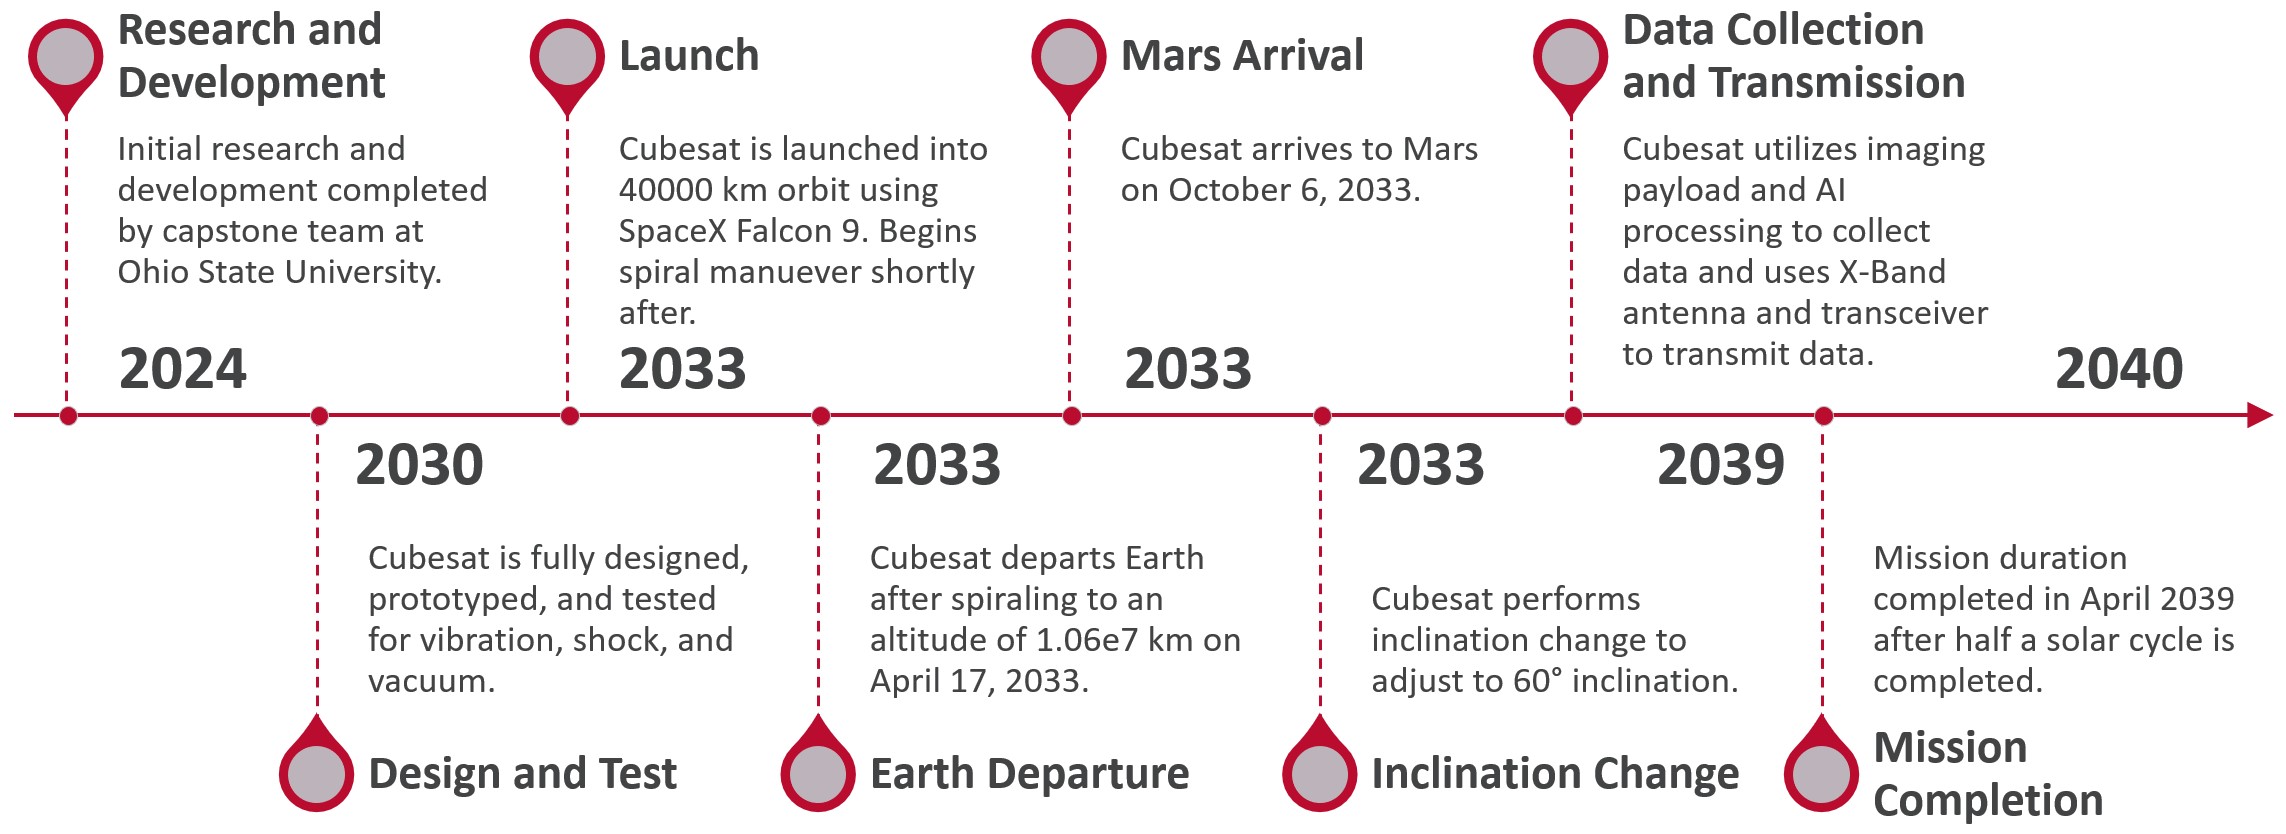 Research and
Development
Initial research and
development completed
by capstone team at
Ohio State University.
2024
Launch
Cubesat is launched into
40000 km orbit using
SpaceX Falcon 9. Begins
spiral manuever shortly
after.
2033
Mars Arrival
Cubesat arrives to Mars
on October 6, 2033.
2033
Data Collection
and Transmission
Cubesat utilizes imaging
payload and AI
processing to collect
data and uses X-Band
antenna and transceiver
to transmit data.
2040
2030
Cubesat is fully designed,
prototyped, and tested
for vibration, shock, and
vacuum.
Design and Test
2033
Cubesat departs Earth
after spiraling to an
altitude of 1.06e7 km on
April 17, 2033.
Earth Departure
2033
Cubesat performs
inclination change to
adjust to 60° inclination.
Inclination Change
2039
Mission duration
completed in April 2039
after half a solar cycle is
completed.
Mission
Completion